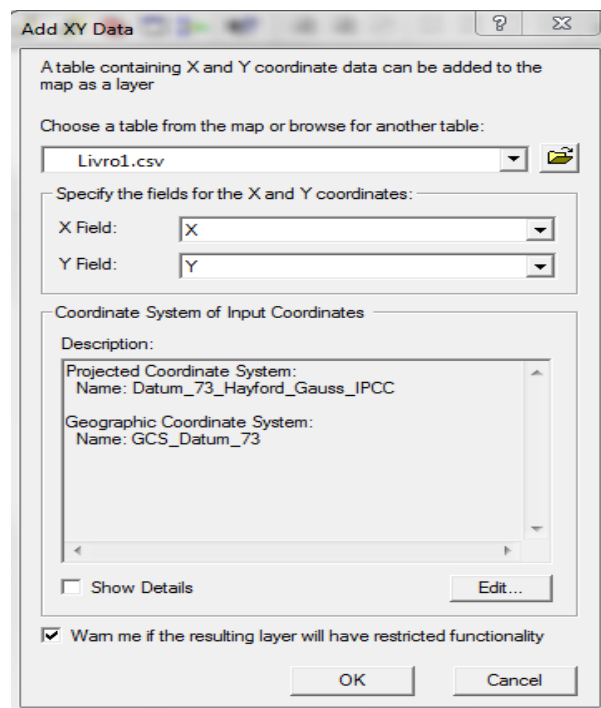 Add XY Data
A table containing X and Y coordinate data can be added to the
map as a layer
Choose a table from the map or browse for another table:
Livro1.csv
Specify the fields for the X and Y coordinates:
X Field:
X
Y Field:
Y
Coordinate System of Input Coordinates
Description:
Projected Coordinate System:
Name: Datum_73_Hayford_Gauss_IPCC
Geographic Coordinate System:
Name: GCS_Datum_73
Show Details
Edit...
Warn me if the resulting layer will have restricted functionality
OK
Cancel